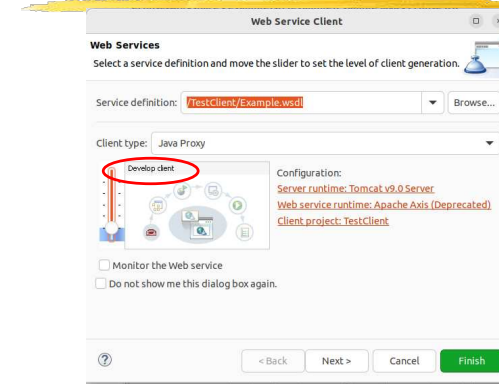 Web Service Client
Web Services
Select a service definition and move the slider to set the level of client generation.
Service definition: /TestClient/Example.wsdl Browse...
Client type: Java Proxy
Develop client
Configuration:
Server runtime: Tomcat v9.0 Server
Web service runtime: Apache Axis (Deprecated)
Client project: TestClient
Monitor the Web service
Do not show me this dialog box again.
< Back Next > Cancel Finish